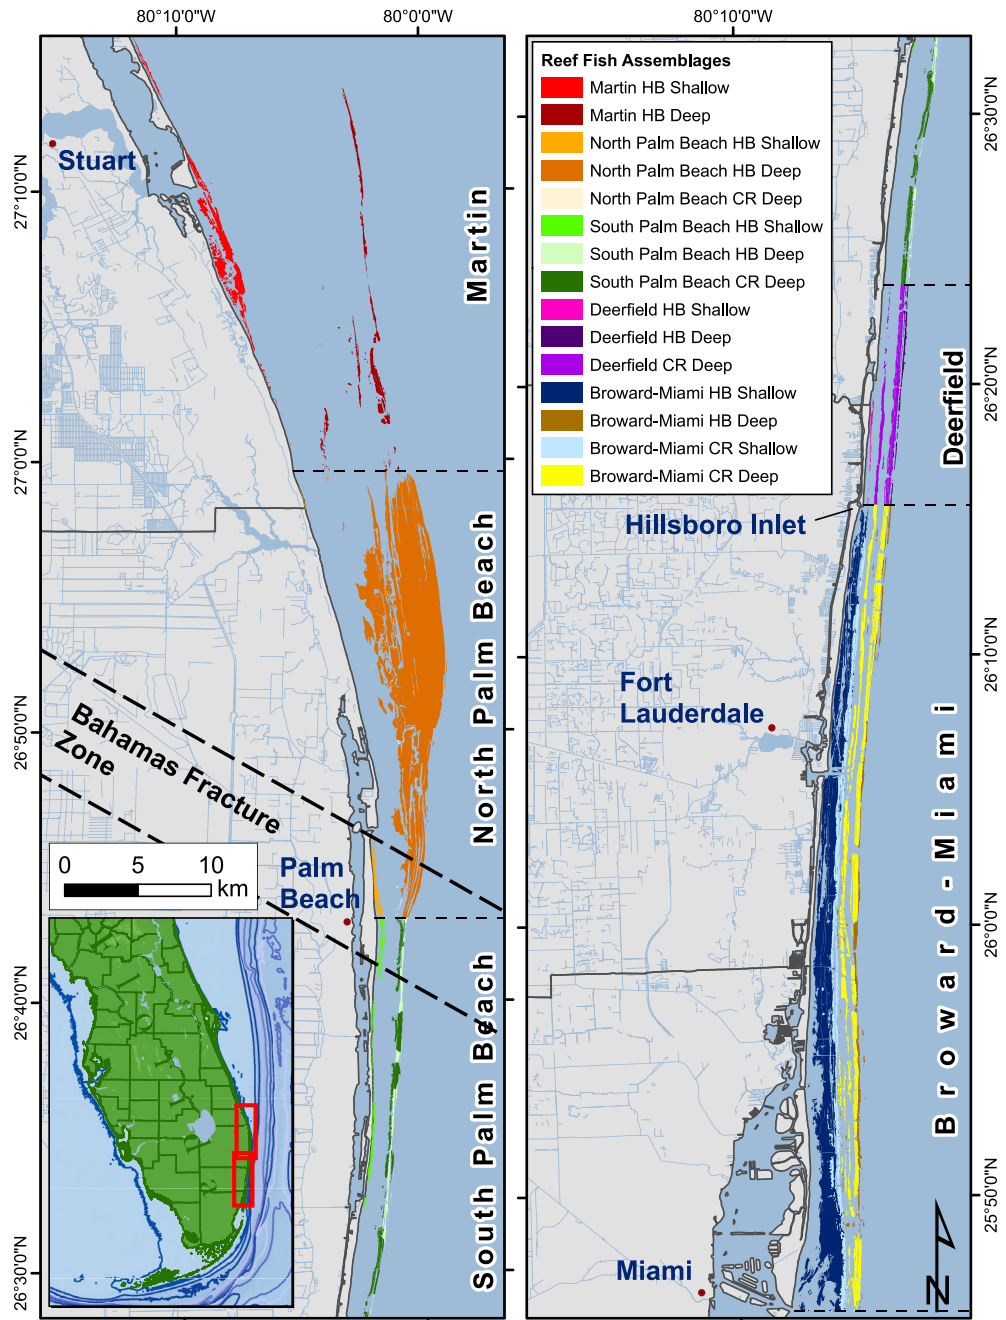 80°10'0"W
80°0'0"W
80°10'0"W
27°10'0"N
27°0'0"N
26°50'0"N
26°40'0"N
26°30'0"N
Stuart
Martin
North Palm Beach
Bahamas Fracture
Zone
0 5 10
km
Palm
Beach
South Palm Beach
Reef Fish Assemblages
Martin HB Shallow
Martin HB Deep
North Palm Beach HB Shallow
North Palm Beach HB Deep
North Palm Beach CR Deep
South Palm Beach HB Shallow
South Palm Beach HB Deep
South Palm Beach CR Deep
Deerfield HB Shallow
Deerfield HB Deep
Deerfield CR Deep
Broward-Miami HB Shallow
Broward-Miami HB Deep
Broward-Miami CR Shallow
Broward-Miami CR Deep
26°30'0"N
26°20'0"N
26°10'0"N
26°0'0"N
25°50'0"N
Deerfield
Hillsboro Inlet
Fort
Lauderdale
Broward-Miami
Miami
N